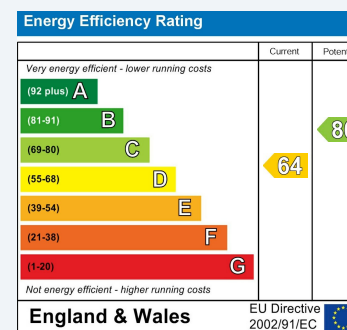 Energy Efficiency Rating
Current
Very energy efficient - lower running costs
(92 plus) A
(81-91) B
(69-80) C
(55-68) D
64
(39-54) E
(21-38) F
(1-20) G
Not energy efficient - higher running costs
England & Wales
EU Directive
2002/91/EC